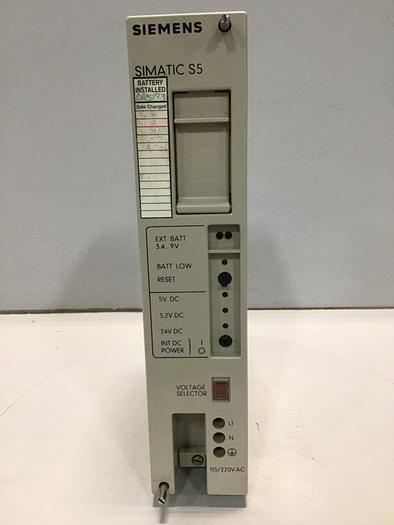 SIEMENS
SIMATIC S5
BATTERY
INSTALLED
Date Changed
EXT BATT
3.4...9V
BATT LOW
RESET
5V DC
5.2V DC
24V DC
INT DC
POWER
I
O
VOLTAGE
SELECTOR
L1
N
115/220V AC